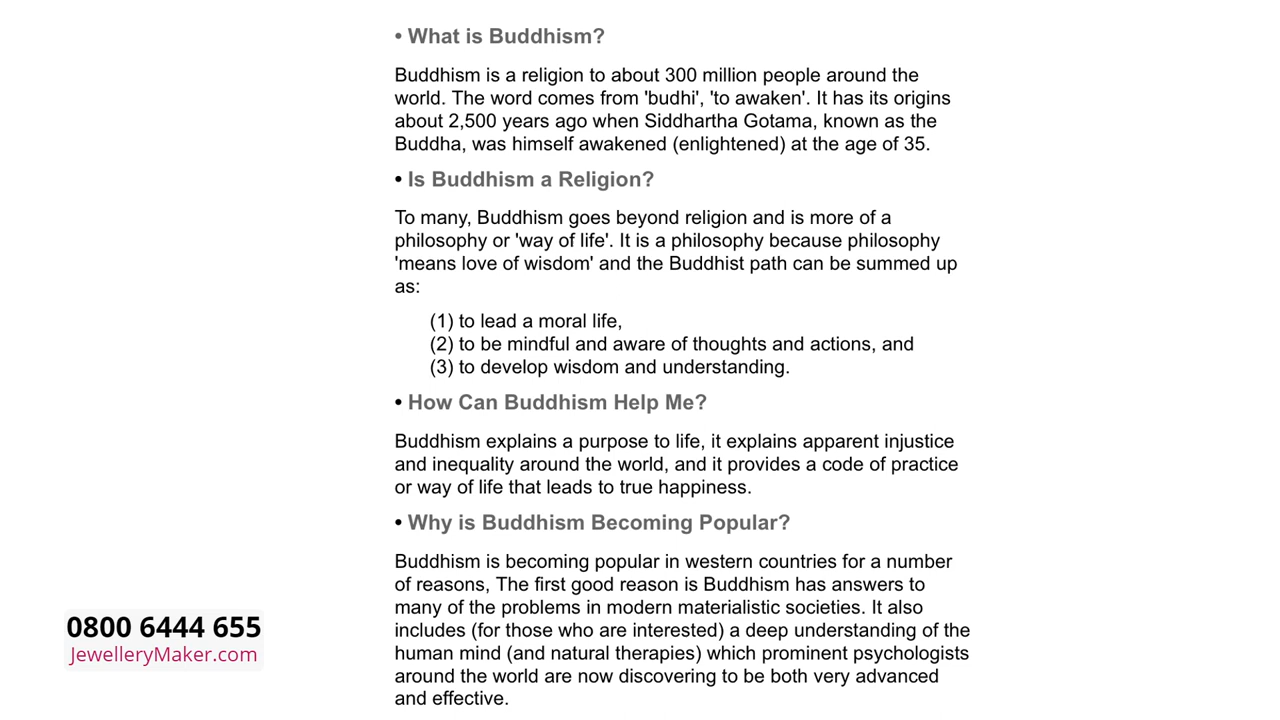 • What is Buddhism?
Buddhism is a religion to about 300 million people around the
world. The word comes from 'budhi', 'to awaken'. It has its origins
about 2,500 years ago when Siddhartha Gotama, known as the
Buddha, was himself awakened (enlightened) at the age of 35.
• Is Buddhism a Religion?
To many, Buddhism goes beyond religion and is more of a
philosophy or 'way of life'. It is a philosophy because philosophy
'means love of wisdom' and the Buddhist path can be summed up
as:
(1) to lead a moral life,
(2) to be mindful and aware of thoughts and actions, and
(3) to develop wisdom and understanding.
• How Can Buddhism Help Me?
Buddhism explains a purpose to life, it explains apparent injustice
and inequality around the world, and it provides a code of practice
or way of life that leads to true happiness.
• Why is Buddhism Becoming Popular?
Buddhism is becoming popular in western countries for a number
of reasons, The first good reason is Buddhism has answers to
many of the problems in modern materialistic societies. It also
includes (for those who are interested) a deep understanding of the
human mind (and natural therapies) which prominent psychologists
around the world are now discovering to be both very advanced
and effective.
0800 6444 655
JewelleryMaker.com